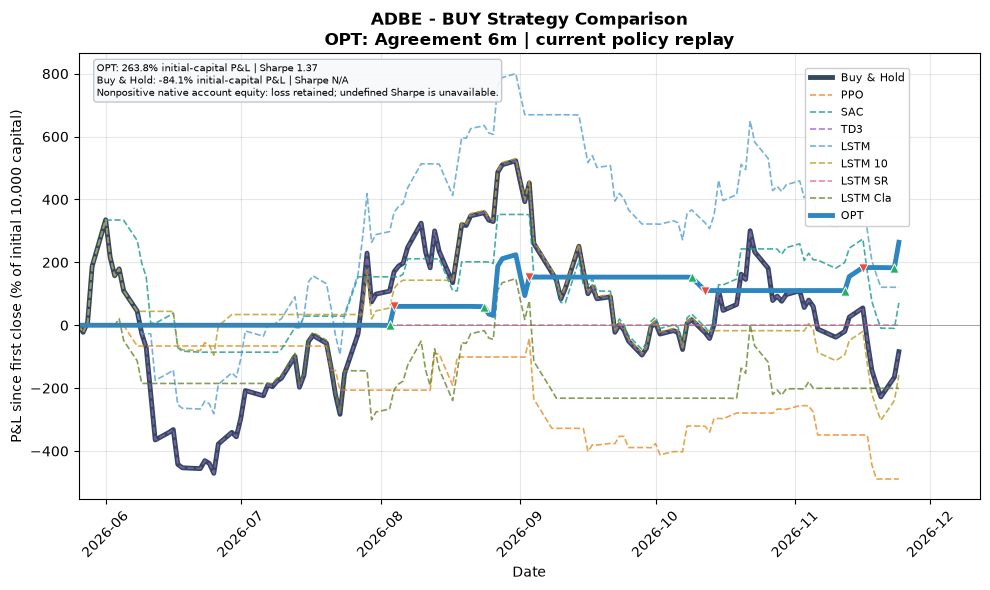 ADBE - BUY Strategy Comparison
OPT: Agreement 6m | current policy replay
OPT: 263.8% initial-capital P&L | Sharpe 1.37
Buy & Hold: -84.1% initial-capital P&L | Sharpe N/A
Nonpositive native account equity: loss retained; undefined Sharpe is unavailable.
Buy & Hold
PPO
SAC
TD3
LSTM
LSTM 10
LSTM SR
LSTM Cla
OPT
P&L since first close (% of initial 10,000 capital)
800
600
400
200
0
−200
−400
2026-06
2026-07
2026-08
2026-09
2026-10
2026-11
2026-12
Date